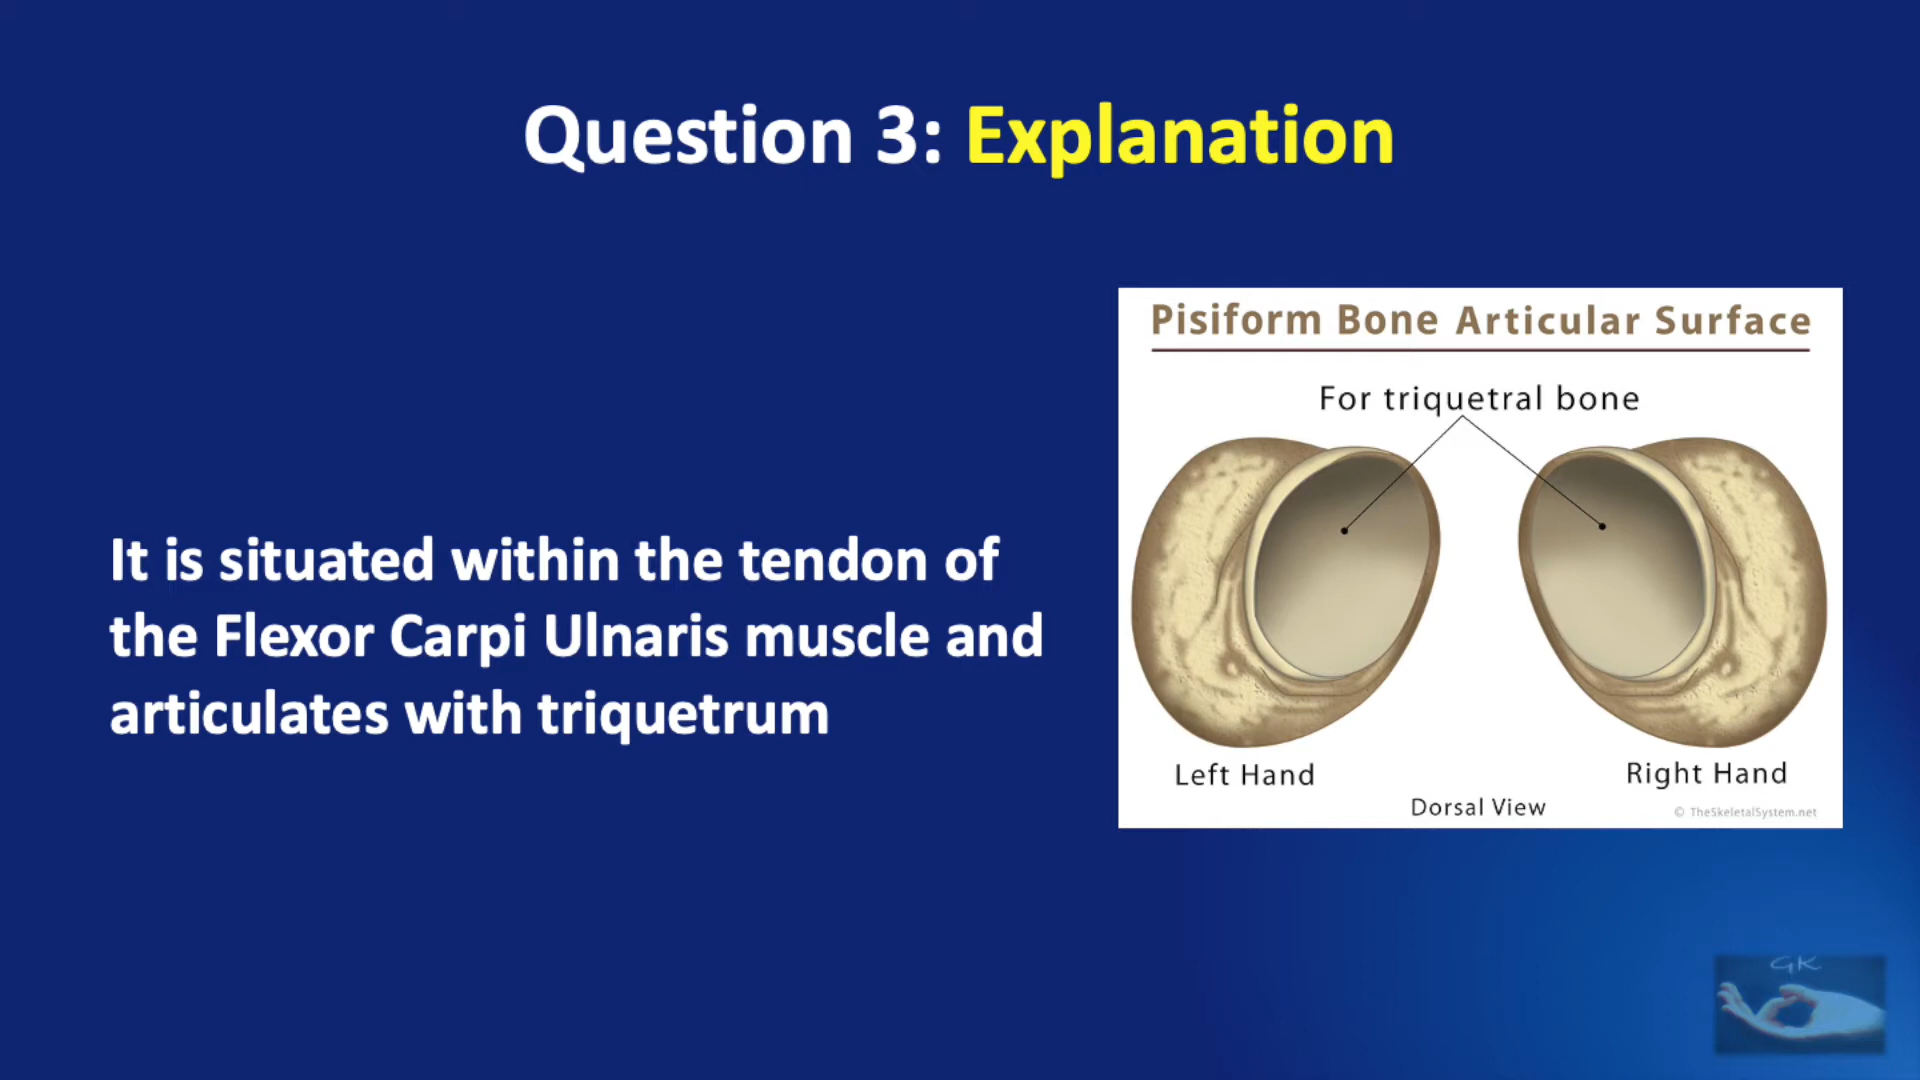 Question 3: Explanation
It is situated within the tendon of
the Flexor Carpi Ulnaris muscle and
articulates with triquetrum
Pisiform Bone Articular Surface
For triquetral bone
Left Hand
Right Hand
Dorsal View
© TheSkeletalSystem.net
GK